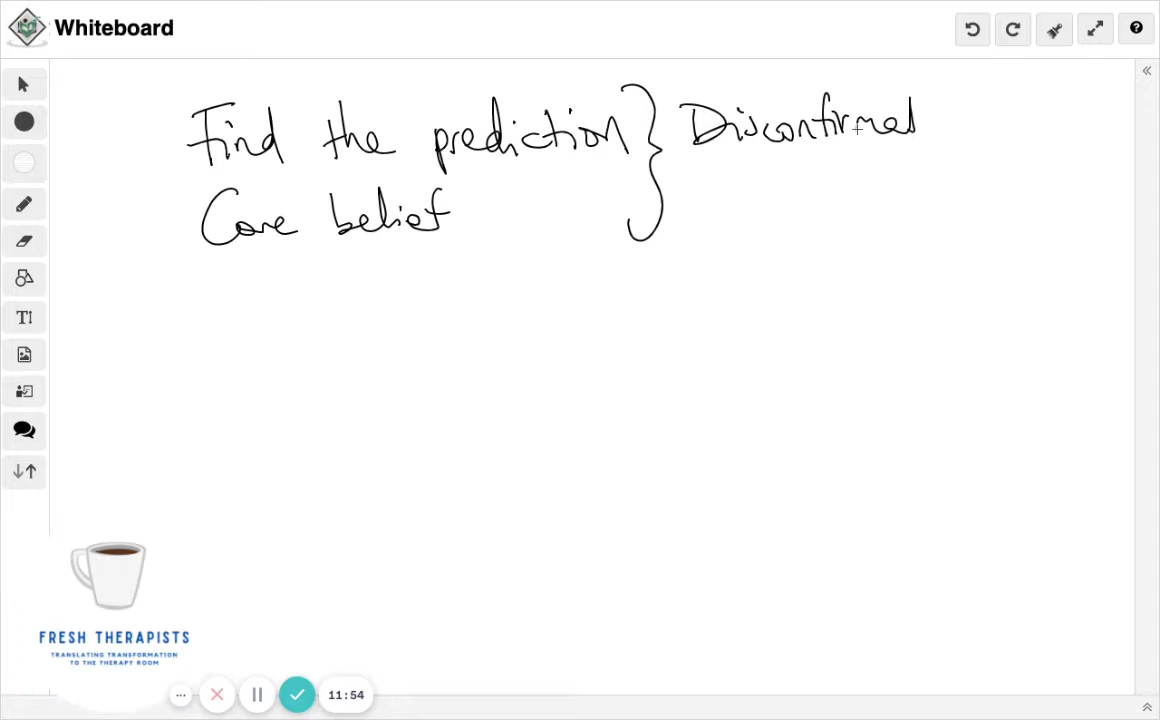 Whiteboard
Find the prediction } Disconfirmed
Core belief
FRESH THERAPISTS
TRANSLATING TRANSFORMATION
TO THE THERAPY ROOM
11:54